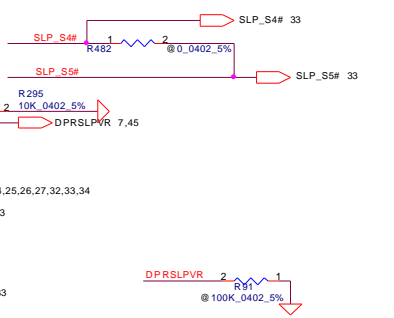 SLP_S4# 33
SLP_S4#
1 2
R482 @0_0402_5%
SLP_S5#
SLP_S5# 33
R295
2 10K_0402_5%
DPRSLPVR 7,45
,25,26,27,32,33,34
3
DPRSLPVR 2 1
R91
33
@100K_0402_5%